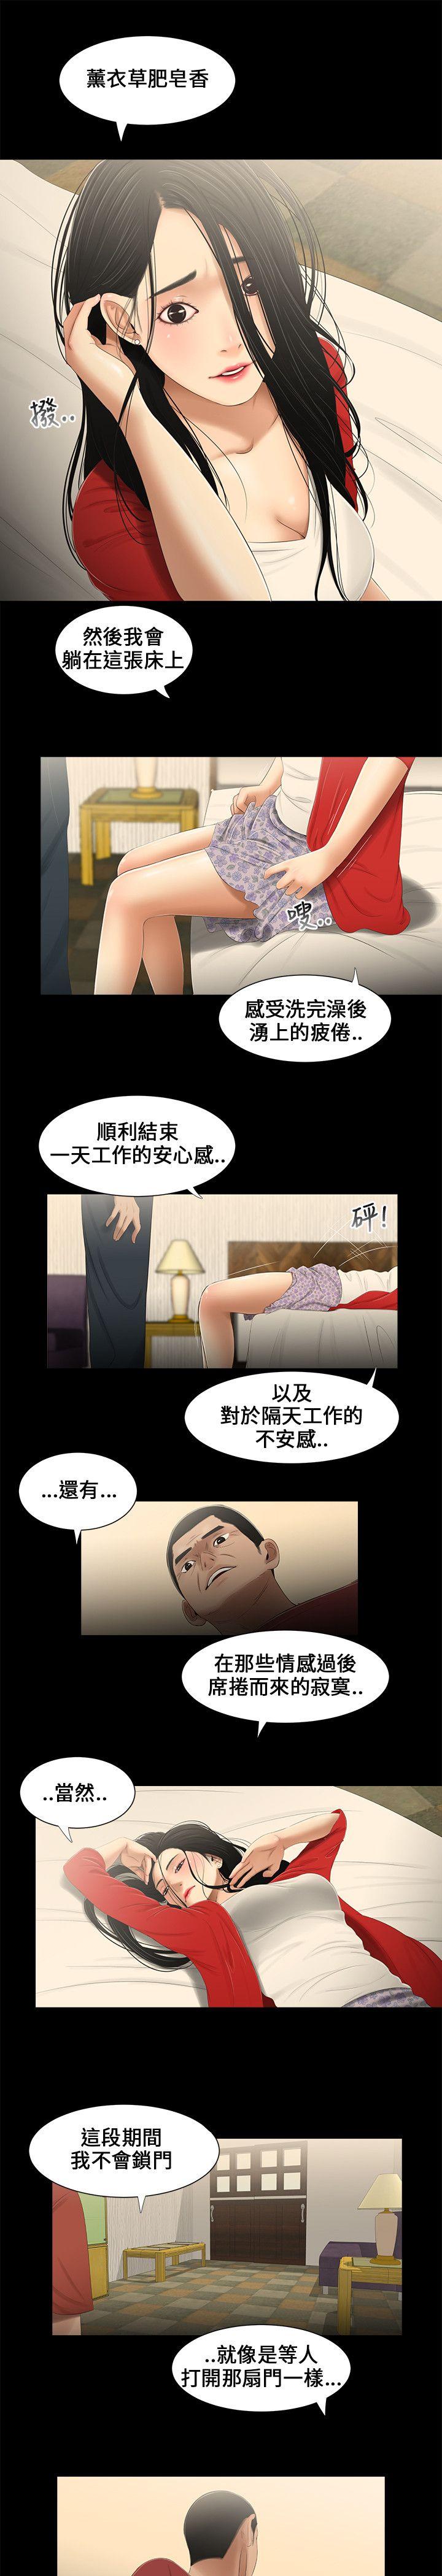 薰衣草肥皂香
撥..
然後我會
躺在這張床上
嗖..
感受洗完澡後
湧上的疲倦..
順利結束
一天工作的安心感..
砰!
以及
對於隔天工作的
不安感..
...還有...
在那些情感過後
席捲而來的寂寞..
..當然..
這段期間
我不會鎖門
..就像是等人
打開那扇門一樣...